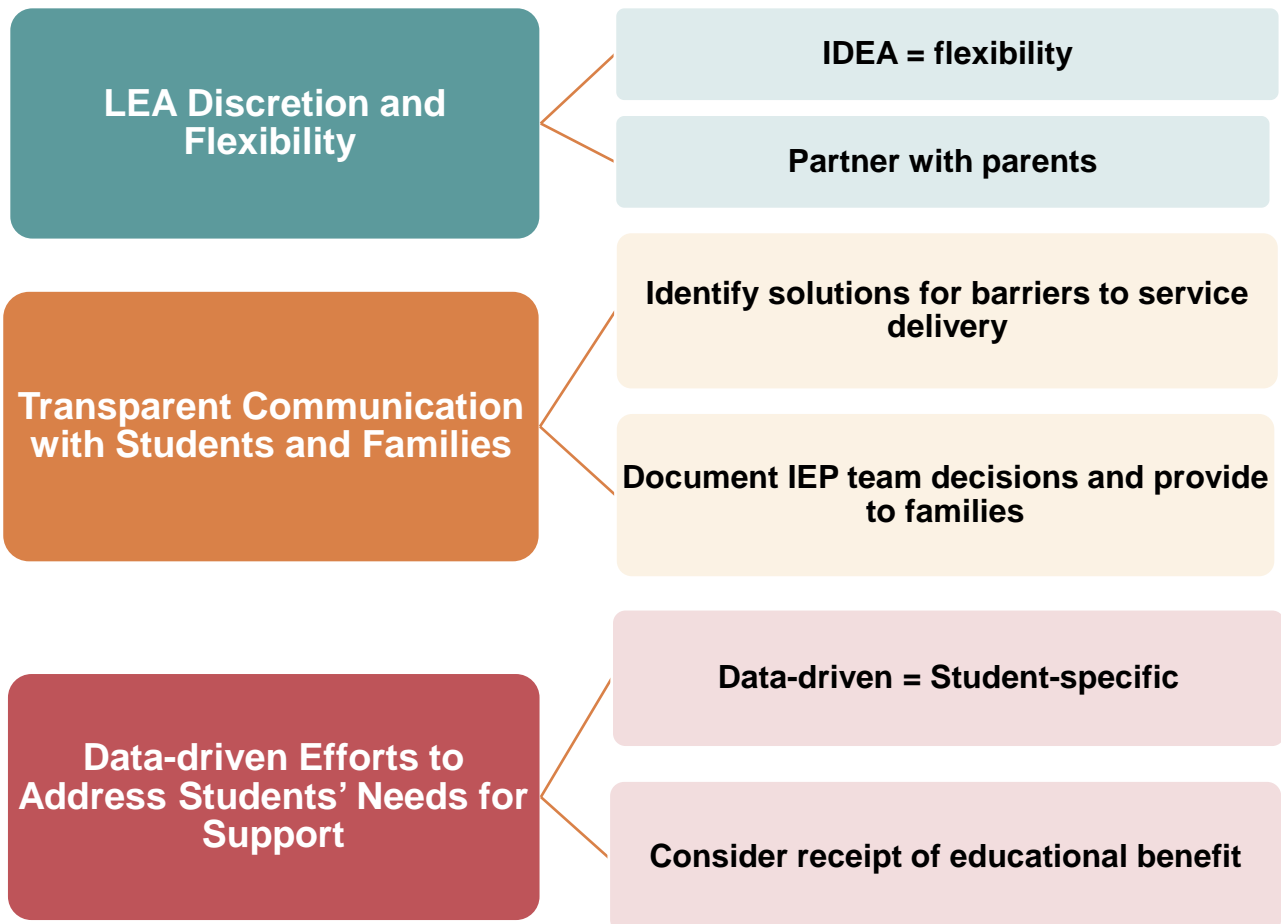 LEA Discretion and
Flexibility
IDEA = flexibility
Partner with parents
Transparent Communication
with Students and Families
Identify solutions for barriers to service
delivery
Document IEP team decisions and provide
to families
Data-driven Efforts to
Address Students’ Needs for
Support
Data-driven = Student-specific
Consider receipt of educational benefit